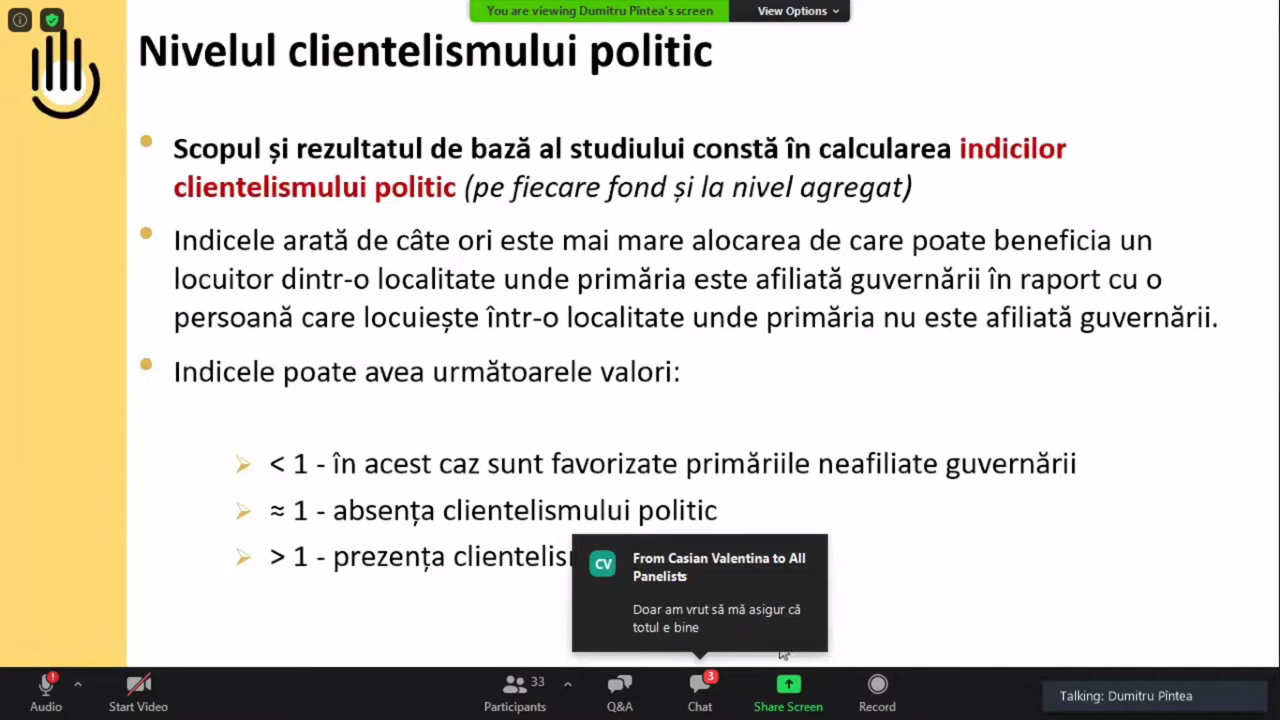 You are viewing Dumitru Pintea's screen
View Options
Nivelul clientelismului politic
Scopul și rezultatul de bază al studiului constă în calcularea indicilor
clientelismului politic (pe fiecare fond și la nivel agregat)
Indicele arată de câte ori este mai mare alocarea de care poate beneficia un
locuitor dintr-o localitate unde primăria este afiliată guvernării în raport cu o
persoană care locuiește într-o localitate unde primăria nu este afiliată guvernării.
Indicele poate avea următoarele valori:
< 1 - în acest caz sunt favorizate primăriile neafiliate guvernării
≈ 1 - absența clientelismului politic
> 1 - prezența clientelis
CV
From Casian Valentina to All
Panelists
Doar am vrut să mă asigur că
totul e bine
33
3
Audio
Start Video
Participants
Q&A
Chat
Share Screen
Record
Talking: Dumitru Pintea